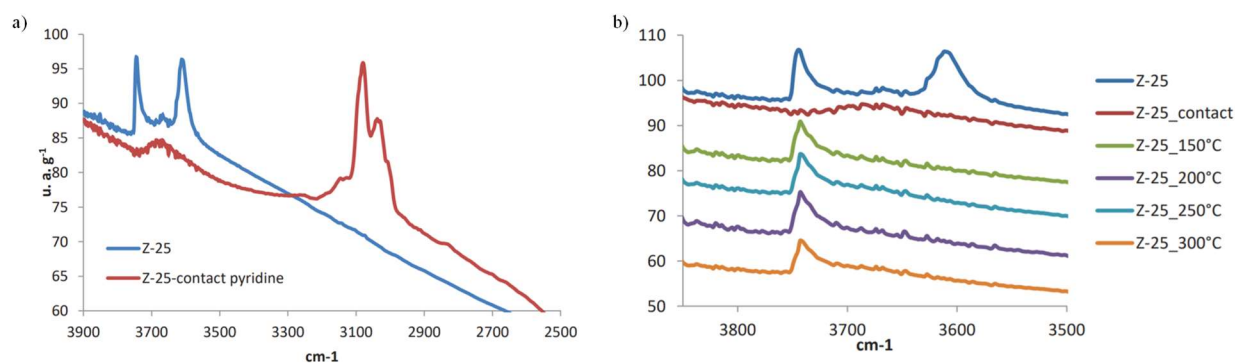 a)
100
95
90
85
80
75
70
65
60
u. a. g⁻¹
Z-25
Z-25-contact pyridine
3900 3700 3500 3300 3100 2900 2700 2500
cm-1
b)
110
100
90
80
70
60
50
3800 3700 3600 3500
cm-1
Z-25
Z-25_contact
Z-25_150°C
Z-25_200°C
Z-25_250°C
Z-25_300°C